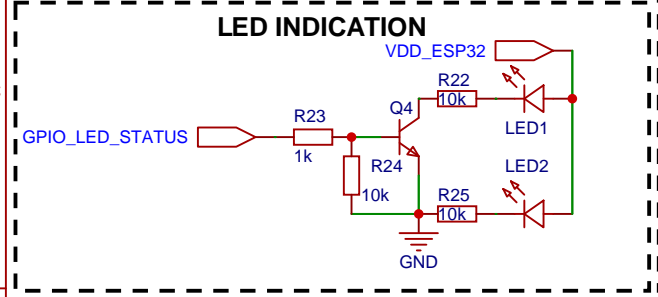 LED INDICATION
VDD_ESP32
R22
10k
LED1
Q4
R23
1k
GPIO_LED_STATUS
R24
10k
LED2
R25
10k
GND